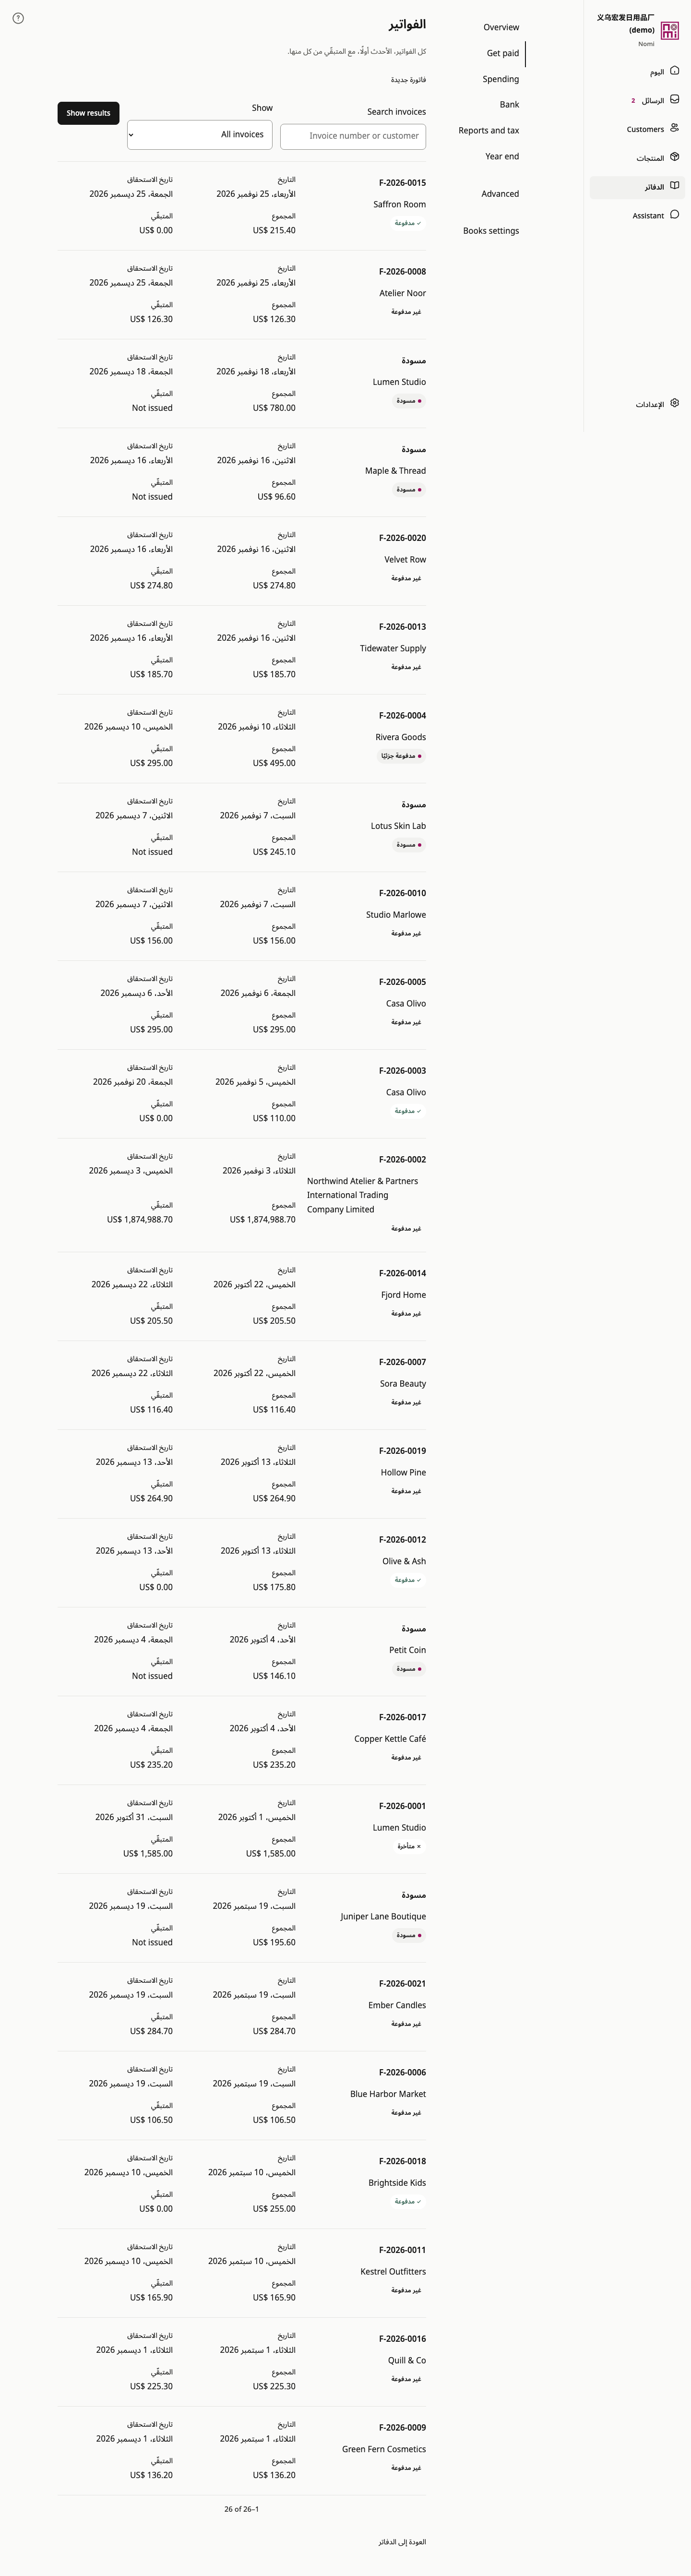 义乌宏发日用品厂
(demo)
Nomi
اليوم
الرسائل 2
Customers
المنتجات
الدفاتر
Assistant
الإعدادات
Overview
Get paid
Spending
Bank
Reports and tax
Year end
Advanced
Books settings
?
الفواتير
كل الفواتير، الأحدث أولًا، مع المتبقّي من كل منها.
فاتورة جديدة
Search invoices
Invoice number or customer
Show
All invoices
Show results
F-2026-0015
Saffron Room
✓ مدفوعة
التاريخ
الأربعاء، 25 نوفمبر 2026
تاريخ الاستحقاق
الجمعة، 25 ديسمبر 2026
المجموع
US$ 215.40
المتبقّي
US$ 0.00
F-2026-0008
Atelier Noor
غير مدفوعة
التاريخ
الأربعاء، 25 نوفمبر 2026
تاريخ الاستحقاق
الجمعة، 25 ديسمبر 2026
المجموع
US$ 126.30
المتبقّي
US$ 126.30
مسودة
Lumen Studio
مسودة
التاريخ
الأربعاء، 18 نوفمبر 2026
تاريخ الاستحقاق
الجمعة، 18 ديسمبر 2026
المجموع
US$ 780.00
المتبقّي
Not issued
مسودة
Maple & Thread
مسودة
التاريخ
الاثنين، 16 نوفمبر 2026
تاريخ الاستحقاق
الأربعاء، 16 ديسمبر 2026
المجموع
US$ 96.60
المتبقّي
Not issued
F-2026-0020
Velvet Row
غير مدفوعة
التاريخ
الاثنين، 16 نوفمبر 2026
تاريخ الاستحقاق
الأربعاء، 16 ديسمبر 2026
المجموع
US$ 274.80
المتبقّي
US$ 274.80
F-2026-0013
Tidewater Supply
غير مدفوعة
التاريخ
الاثنين، 16 نوفمبر 2026
تاريخ الاستحقاق
الأربعاء، 16 ديسمبر 2026
المجموع
US$ 185.70
المتبقّي
US$ 185.70
F-2026-0004
Rivera Goods
مدفوعة جزئيًا
التاريخ
الثلاثاء، 10 نوفمبر 2026
تاريخ الاستحقاق
الخميس، 10 ديسمبر 2026
المجموع
US$ 495.00
المتبقّي
US$ 295.00
مسودة
Lotus Skin Lab
مسودة
التاريخ
السبت، 7 نوفمبر 2026
تاريخ الاستحقاق
الاثنين، 7 ديسمبر 2026
المجموع
US$ 245.10
المتبقّي
Not issued
F-2026-0010
Studio Marlowe
غير مدفوعة
التاريخ
السبت، 7 نوفمبر 2026
تاريخ الاستحقاق
الاثنين، 7 ديسمبر 2026
المجموع
US$ 156.00
المتبقّي
US$ 156.00
F-2026-0005
Casa Olivo
غير مدفوعة
التاريخ
الجمعة، 6 نوفمبر 2026
تاريخ الاستحقاق
الأحد، 6 ديسمبر 2026
المجموع
US$ 295.00
المتبقّي
US$ 295.00
F-2026-0003
Casa Olivo
✓ مدفوعة
التاريخ
الخميس، 5 نوفمبر 2026
تاريخ الاستحقاق
الجمعة، 20 نوفمبر 2026
المجموع
US$ 110.00
المتبقّي
US$ 0.00
F-2026-0002
Northwind Atelier & Partners
International Trading
Company Limited
غير مدفوعة
التاريخ
الثلاثاء، 3 نوفمبر 2026
تاريخ الاستحقاق
الخميس، 3 ديسمبر 2026
المجموع
US$ 1,874,988.70
المتبقّي
US$ 1,874,988.70
F-2026-0014
Fjord Home
غير مدفوعة
التاريخ
الخميس، 22 أكتوبر 2026
تاريخ الاستحقاق
الثلاثاء، 22 ديسمبر 2026
المجموع
US$ 205.50
المتبقّي
US$ 205.50
F-2026-0007
Sora Beauty
غير مدفوعة
التاريخ
الخميس، 22 أكتوبر 2026
تاريخ الاستحقاق
الثلاثاء، 22 ديسمبر 2026
المجموع
US$ 116.40
المتبقّي
US$ 116.40
F-2026-0019
Hollow Pine
غير مدفوعة
التاريخ
الثلاثاء، 13 أكتوبر 2026
تاريخ الاستحقاق
الأحد، 13 ديسمبر 2026
المجموع
US$ 264.90
المتبقّي
US$ 264.90
F-2026-0012
Olive & Ash
✓ مدفوعة
التاريخ
الثلاثاء، 13 أكتوبر 2026
تاريخ الاستحقاق
الأحد، 13 ديسمبر 2026
المجموع
US$ 175.80
المتبقّي
US$ 0.00
مسودة
Petit Coin
مسودة
التاريخ
الأحد، 4 أكتوبر 2026
تاريخ الاستحقاق
الجمعة، 4 ديسمبر 2026
المجموع
US$ 146.10
المتبقّي
Not issued
F-2026-0017
Copper Kettle Café
غير مدفوعة
التاريخ
الأحد، 4 أكتوبر 2026
تاريخ الاستحقاق
الجمعة، 4 ديسمبر 2026
المجموع
US$ 235.20
المتبقّي
US$ 235.20
F-2026-0001
Lumen Studio
× متأخرة
التاريخ
الخميس، 1 أكتوبر 2026
تاريخ الاستحقاق
السبت، 31 أكتوبر 2026
المجموع
US$ 1,585.00
المتبقّي
US$ 1,585.00
مسودة
Juniper Lane Boutique
مسودة
التاريخ
السبت، 19 سبتمبر 2026
تاريخ الاستحقاق
السبت، 19 ديسمبر 2026
المجموع
US$ 195.60
المتبقّي
Not issued
F-2026-0021
Ember Candles
غير مدفوعة
التاريخ
السبت، 19 سبتمبر 2026
تاريخ الاستحقاق
السبت، 19 ديسمبر 2026
المجموع
US$ 284.70
المتبقّي
US$ 284.70
F-2026-0006
Blue Harbor Market
غير مدفوعة
التاريخ
السبت، 19 سبتمبر 2026
تاريخ الاستحقاق
السبت، 19 ديسمبر 2026
المجموع
US$ 106.50
المتبقّي
US$ 106.50
F-2026-0018
Brightside Kids
✓ مدفوعة
التاريخ
الخميس، 10 سبتمبر 2026
تاريخ الاستحقاق
الخميس، 10 ديسمبر 2026
المجموع
US$ 255.00
المتبقّي
US$ 0.00
F-2026-0011
Kestrel Outfitters
غير مدفوعة
التاريخ
الخميس، 10 سبتمبر 2026
تاريخ الاستحقاق
الخميس، 10 ديسمبر 2026
المجموع
US$ 165.90
المتبقّي
US$ 165.90
F-2026-0016
Quill & Co
غير مدفوعة
التاريخ
الثلاثاء، 1 سبتمبر 2026
تاريخ الاستحقاق
الثلاثاء، 1 ديسمبر 2026
المجموع
US$ 225.30
المتبقّي
US$ 225.30
F-2026-0009
Green Fern Cosmetics
غير مدفوعة
التاريخ
الثلاثاء، 1 سبتمبر 2026
تاريخ الاستحقاق
الثلاثاء، 1 ديسمبر 2026
المجموع
US$ 136.20
المتبقّي
US$ 136.20
26 of 26–1
العودة إلى الدفاتر